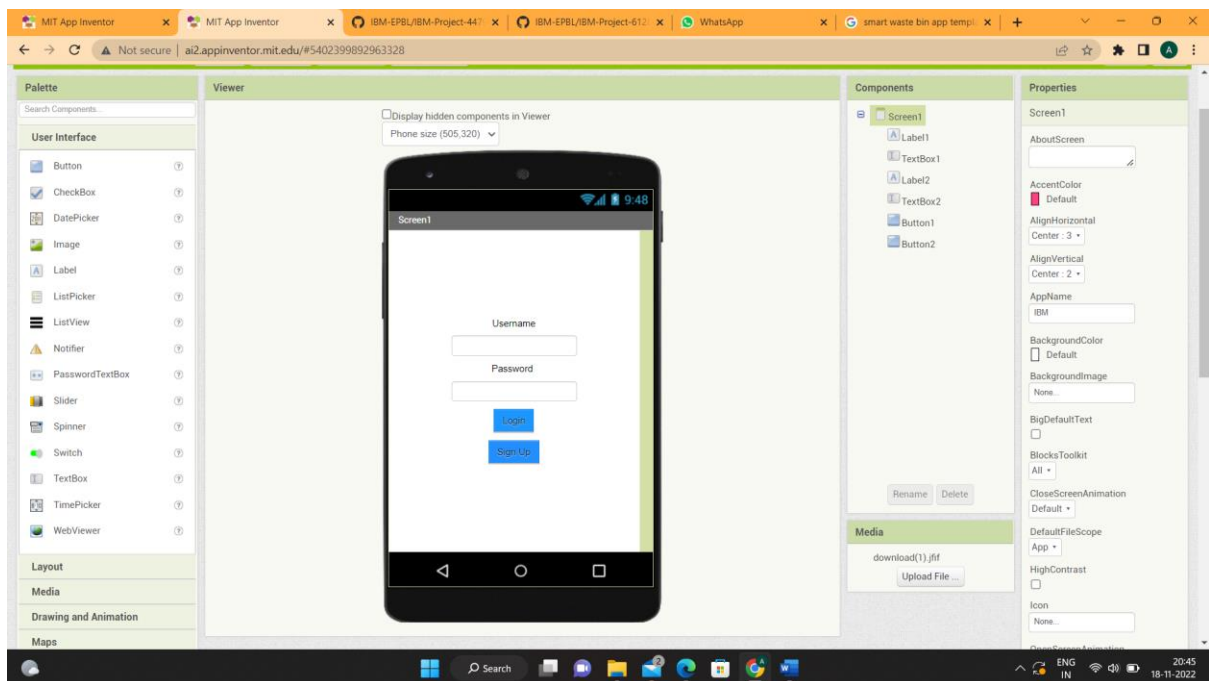 MIT App Inventor
MIT App Inventor
IBM-EPBL/IBM-Project-447
IBM-EPBL/IBM-Project-612
WhatsApp
smart waste bin app templ
Not secure | ai2.appinventor.mit.edu/#5402399892963328
A
Palette
Viewer
Components
Properties
Search Components...
User Interface
Button
CheckBox
DatePicker
Image
Label
ListPicker
ListView
Notifier
PasswordTextBox
Slider
Spinner
Switch
TextBox
TimePicker
WebViewer
Layout
Media
Drawing and Animation
Maps
Display hidden components in Viewer
Phone size (505,320)
9:48
Screen1
Username
Password
Login
Sign Up
Screen1
Label1
TextBox1
Label2
TextBox2
Button1
Button2
Rename Delete
Media
download(1).jfif
Upload File ...
Screen1
AboutScreen
AccentColor
Default
AlignHorizontal
Center : 3
AlignVertical
Center : 2
AppName
IBM
BackgroundColor
Default
BackgroundImage
None...
BigDefaultText
BlocksToolkit
All
CloseScreenAnimation
Default
DefaultFileScope
App
HighContrast
Icon
None...
OpenScreenAnimation
Search
ENG
IN
20:45
18-11-2022